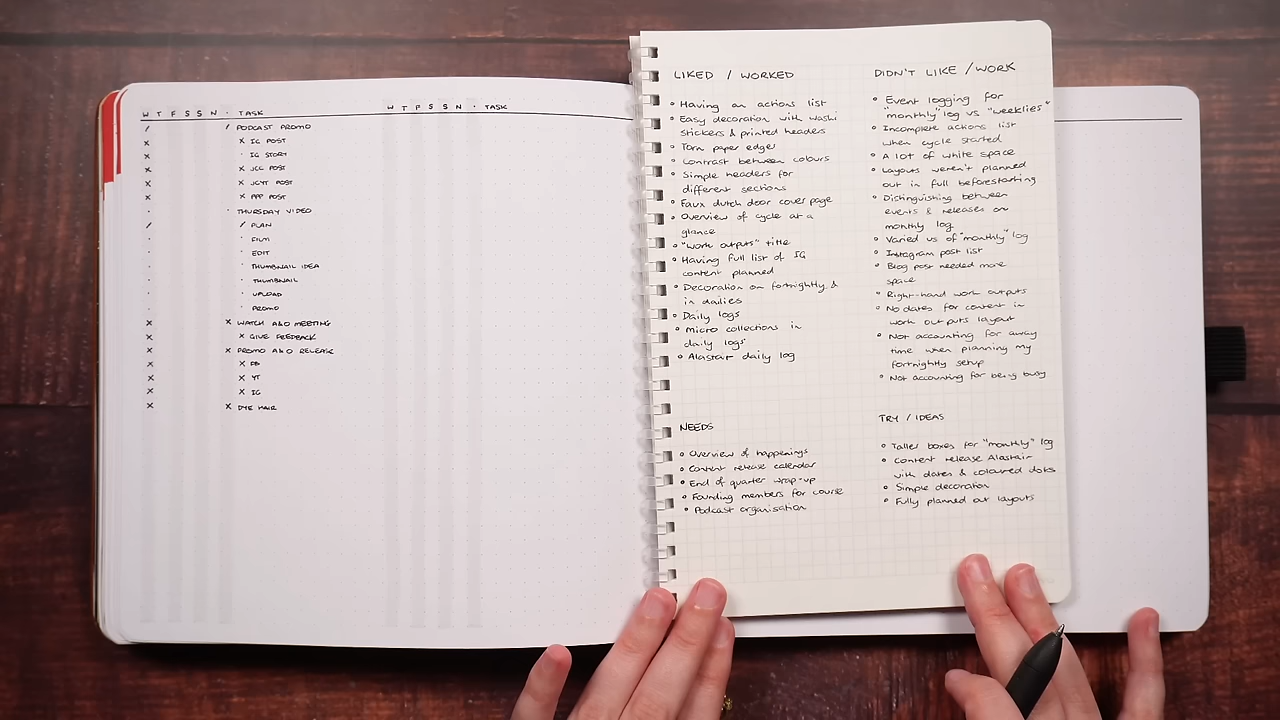 W T F S S N · TASK
/ / PODCAST PROMO
x x IG POST
· · IG STORY
x x JCC POST
x x JCYT POST
x x APP POST
· · THURSDAY VIDEO
/ / PLAN
· · FILM
· · EDIT
· · THUMBNAIL IDEA
· · THUMBNAIL
· · UPLOAD
· · PROMO
x x WATCH A&O MEETING
x x GIVE FEEDBACK
x x PROMO A&O RELEASE
x x FB
x x YT
x x IG
x x DYE HAIR
W T F S S N · TASK
LIKED / WORKED
• Having an actions list
• Easy decoration with washi
stickers & printed headers
• Torn paper edges
• Contrast between colours
• Simple headers for
different sections
• Faux dutch door cover page
• Overview of cycle at a
glance
• "Work outputs" title
• Having full list of IG
content planned
• Decoration on fortnightly &
in dailies
• Daily logs
• Micro collections in
daily logs
• Alastair daily log
DIDN'T LIKE / WORK
• Event logging for
"monthly" log vs "weeklies"
• Incomplete actions list
when cycle started
• A lot of white space
• Layouts weren't planned
out in full before starting
• Distinguishing between
events & releases on
monthly log
• Varied us of "monthly" log
• Instagram post list
• Blog post needed more
space
• Right-hand work outputs
• No dates for content in
work outputs layout
• Not accounting for away
time when planning my
fortnightly setup
• Not accounting for being busy
NEEDS
• Overview of happenings
• Content release calendar
• End of quarter wrap-up
• Founding members for course
• Podcast organisation
TRY / IDEAS
• Taller boxes for "monthly" log
• Content release Alastair
with dates & coloured dots
• Simple decoration
• Fully planned out layouts